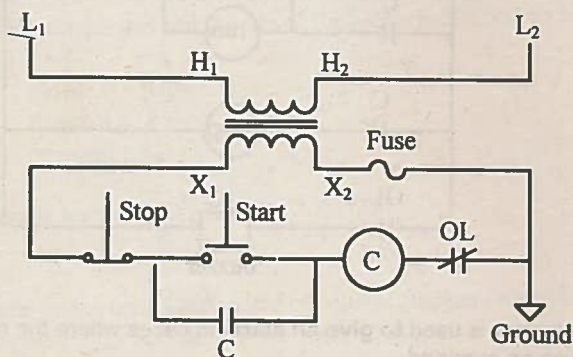 L₁
L₂
H₁ H₂
Fuse
X₁ X₂
Stop Start OL
C
C
Ground